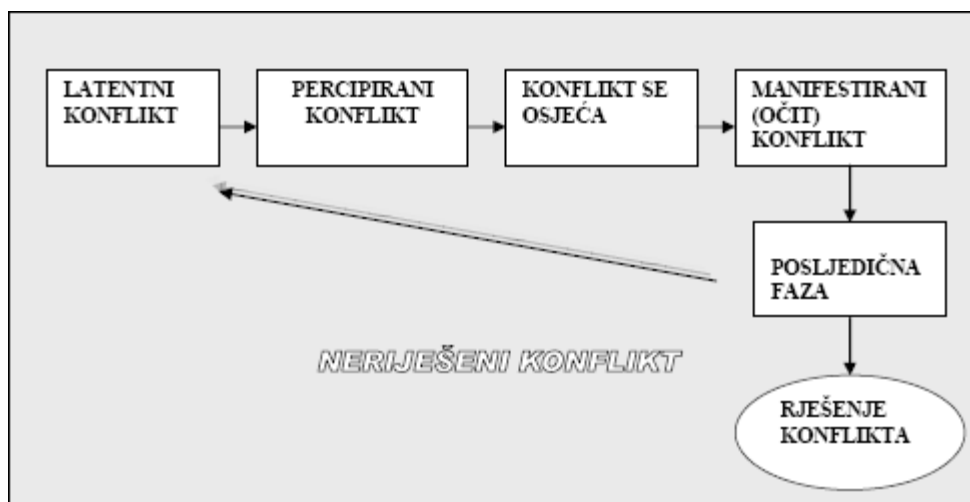 LATENTNI
KONFLIKT
PERCIPIRANI
KONFLIKT
KONFLIKT SE
OSJEĆA
MANIFESTIRANI
(OČIT)
KONFLIKT
POSLJEDIČNA
FAZA
NERIJEŠENI KONFLIKT
RJEŠENJE
KONFLIKTA